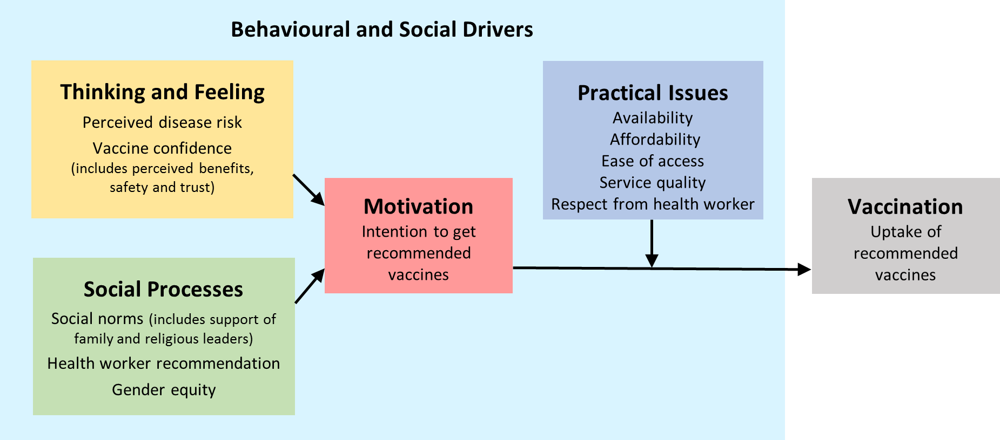 Behavioural and Social Drivers
Thinking and Feeling
Perceived disease risk
Vaccine confidence
(includes perceived benefits,
safety and trust)
Social Processes
Social norms (includes support of
family and religious leaders)
Health worker recommendation
Gender equity
Motivation
Intention to get
recommended
vaccines
Practical Issues
Availability
Affordability
Ease of access
Service quality
Respect from health worker
Vaccination
Uptake of
recommended
vaccines